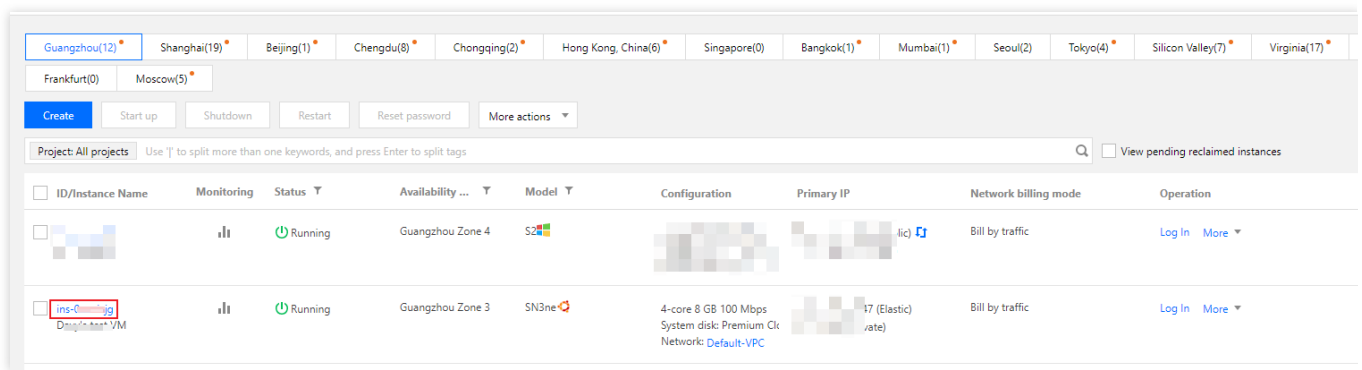 Guangzhou(12) Shanghai(19) Beijing(1) Chengdu(8) Chongqing(2) Hong Kong, China(6) Singapore(0) Bangkok(1) Mumbai(1) Seoul(2) Tokyo(4) Silicon Valley(7) Virginia(17)
Frankfurt(0) Moscow(5)
Create Start up Shutdown Restart Reset password More actions
Project: All projects Use '|' to split more than one keywords, and press Enter to split tags View pending reclaimed instances
ID/Instance Name Monitoring Status Availability ... Model Configuration Primary IP Network billing mode Operation
Running Guangzhou Zone 4 S2 Bill by traffic Log In More
Running Guangzhou Zone 3 SN3ne 4-core 8 GB 100 Mbps (Elastic) Bill by traffic Log In More
VM System disk: Premium
Network: Default-VPC